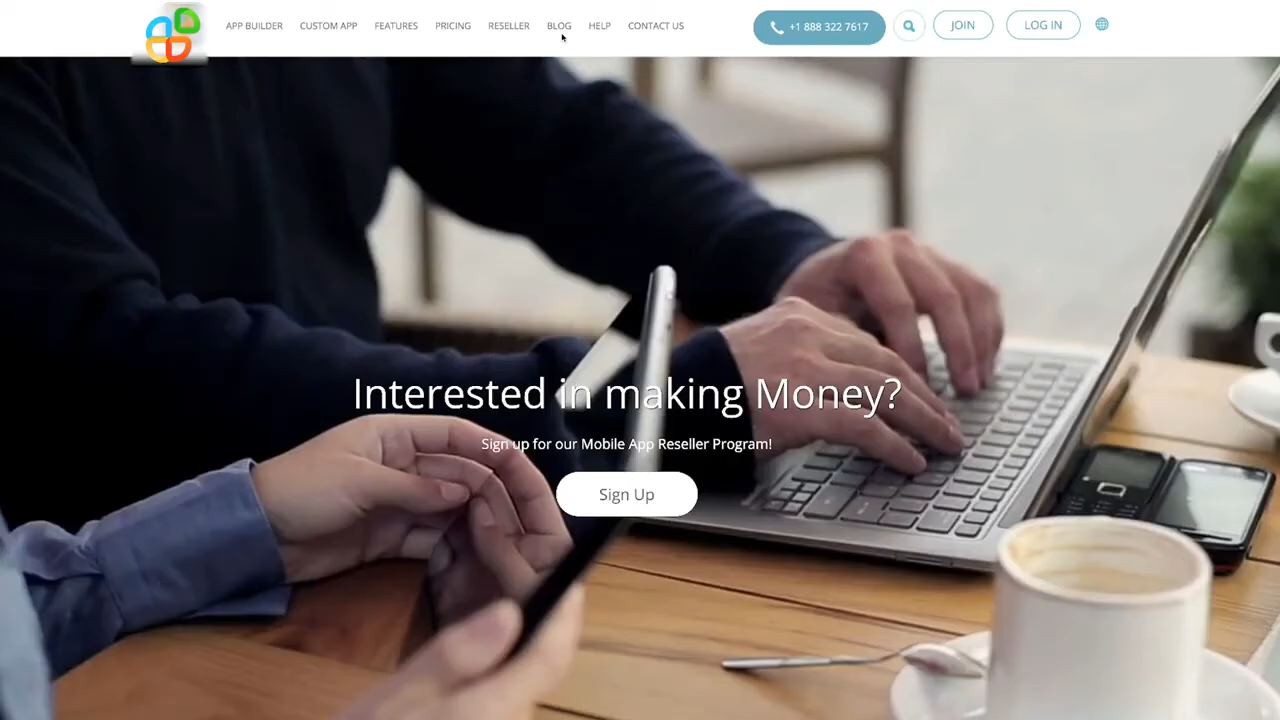 APP BUILDER CUSTOM APP FEATURES PRICING RESELLER BLOG HELP CONTACT US +1 888 322 7617 JOIN LOG IN
Interested in making Money?
Sign up for our Mobile App Reseller Program!
Sign Up